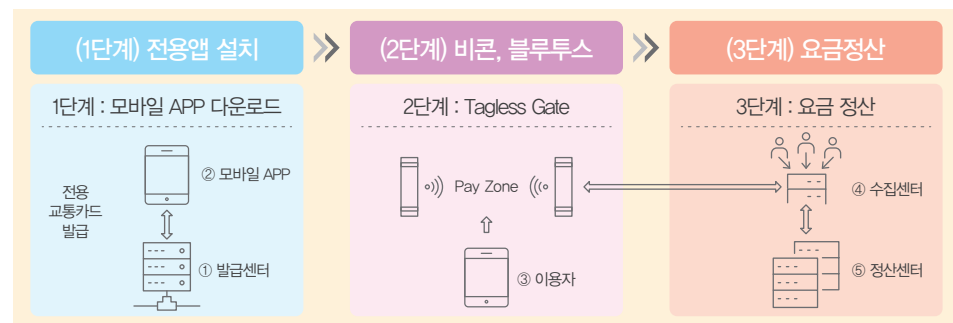 (1단계) 전용앱 설치
(2단계) 비콘, 블루투스
(3단계) 요금정산
1단계 : 모바일 APP 다운로드
② 모바일 APP
전용
교통카드
발급
① 발급센터
2단계 : Tagless Gate
Pay Zone
③ 이용자
3단계 : 요금 정산
④ 수집센터
⑤ 정산센터